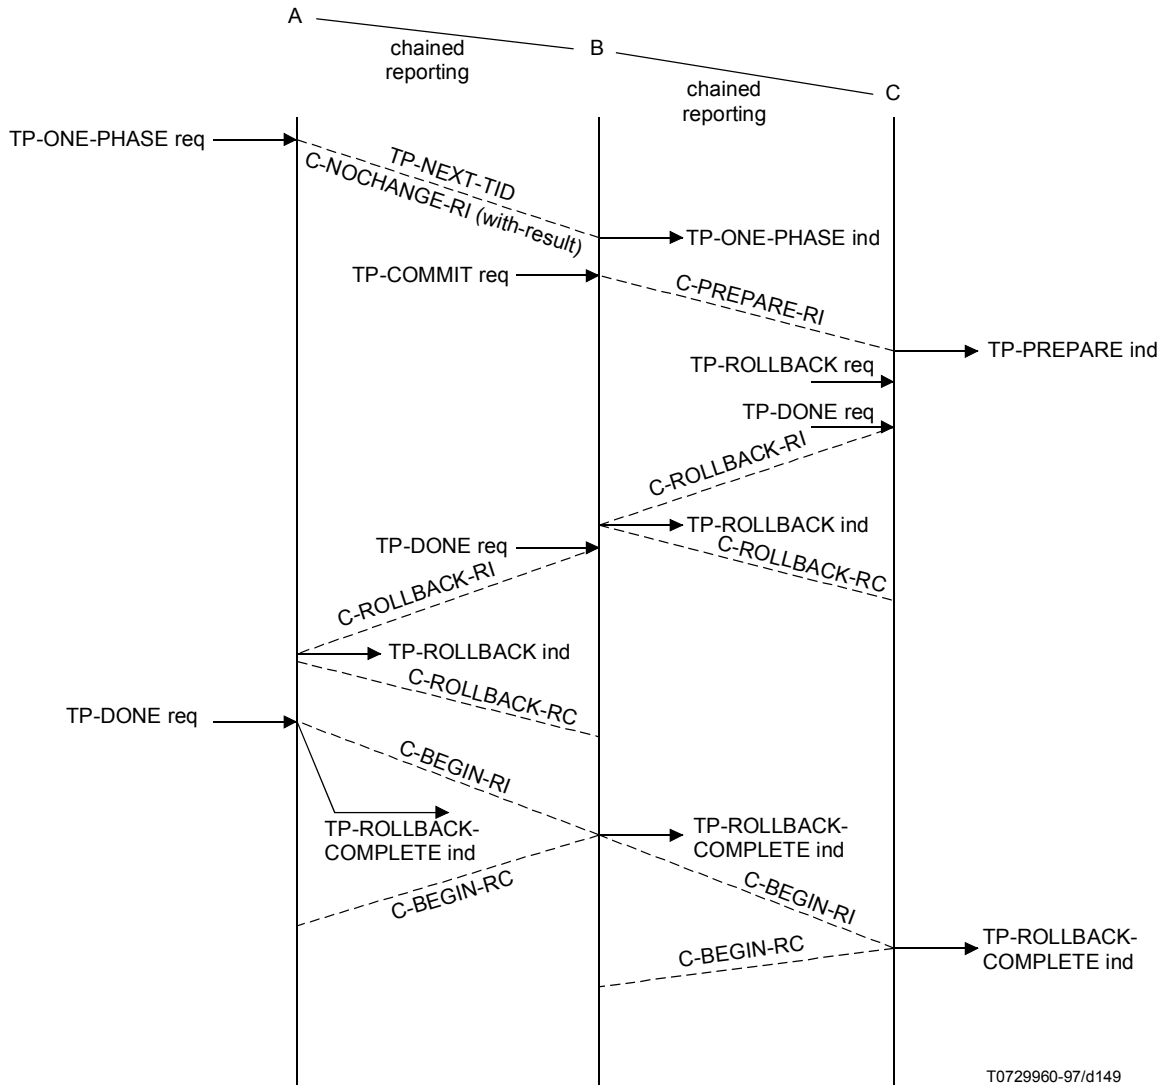 A
chained
reporting
B
chained
reporting
C
TP-ONE-PHASE req
TP-NEXT-TID
C-NOCHANGE-RI (with-result)
TP-ONE-PHASE ind
TP-COMMIT req
C-PREPARE-RI
TP-PREPARE ind
TP-ROLLBACK req
TP-DONE req
C-ROLLBACK-RI
TP-ROLLBACK ind
TP-DONE req
C-ROLLBACK-RC
C-ROLLBACK-RI
TP-ROLLBACK ind
C-ROLLBACK-RC
TP-DONE req
C-BEGIN-RI
TP-ROLLBACK-
COMPLETE ind
TP-ROLLBACK-
COMPLETE ind
C-BEGIN-RC
C-BEGIN-RI
C-BEGIN-RC
TP-ROLLBACK-
COMPLETE ind
T0729960-97/d149